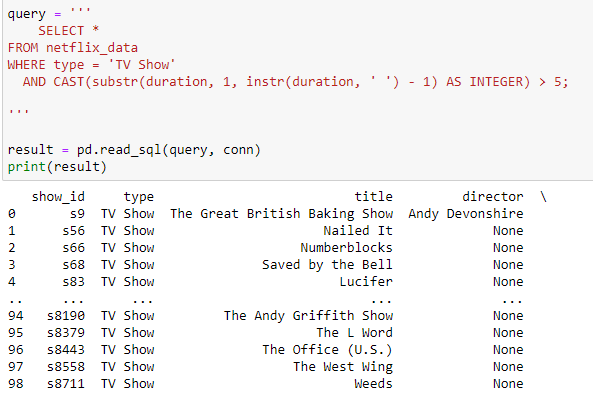 query = '''
SELECT *
FROM netflix_data
WHERE type = 'TV Show'
AND CAST(substr(duration, 1, instr(duration, ' ') - 1) AS INTEGER) > 5;
'''
result = pd.read_sql(query, conn)
print(result)
show_id type title director \
0 s9 TV Show The Great British Baking Show Andy Devonshire
1 s56 TV Show Nailed It None
2 s66 TV Show Numberblocks None
3 s68 TV Show Saved by the Bell None
4 s83 TV Show Lucifer None
.. ... ... ... ...
94 s8190 TV Show The Andy Griffith Show None
95 s8379 TV Show The L Word None
96 s8443 TV Show The Office (U.S.) None
97 s8558 TV Show The West Wing None
98 s8711 TV Show Weeds None